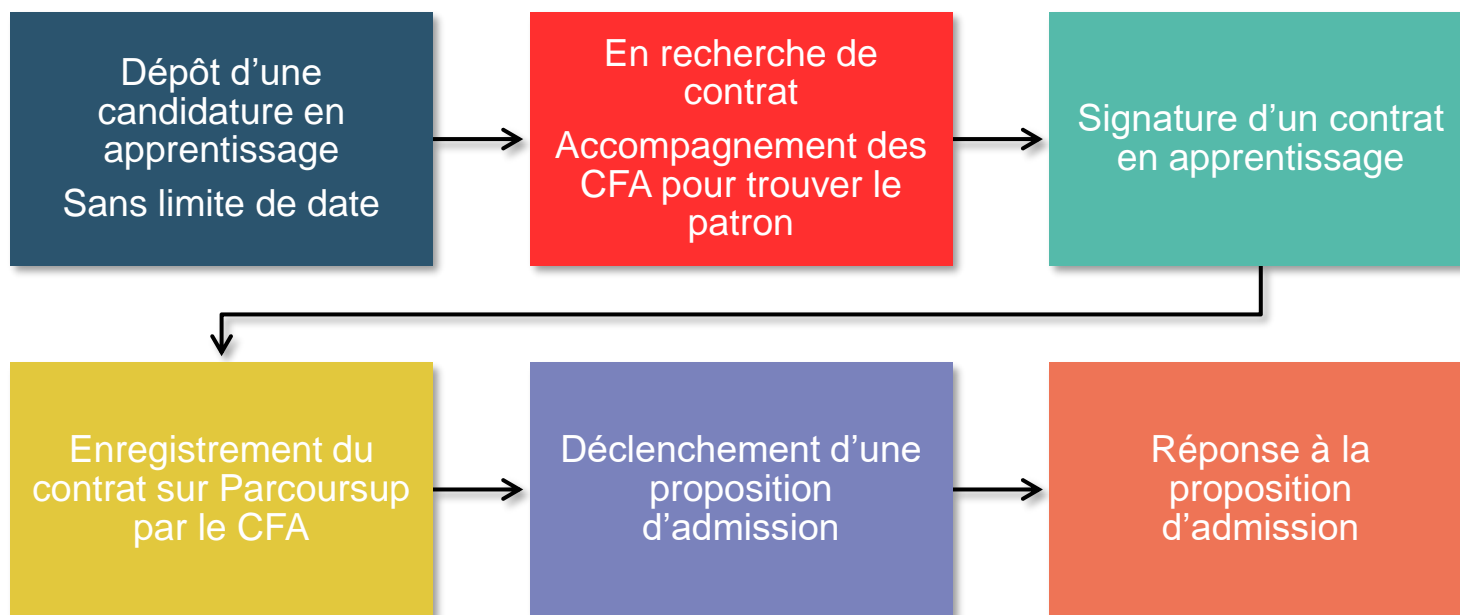 Dépôt d’une
candidature en
apprentissage
Sans limite de date
En recherche de
contrat
Accompagnement des
CFA pour trouver le
patron
Signature d’un contrat
en apprentissage
Enregistrement du
contrat sur Parcoursup
par le CFA
Déclenchement d’une
proposition
d’admission
Réponse à la
proposition
d’admission